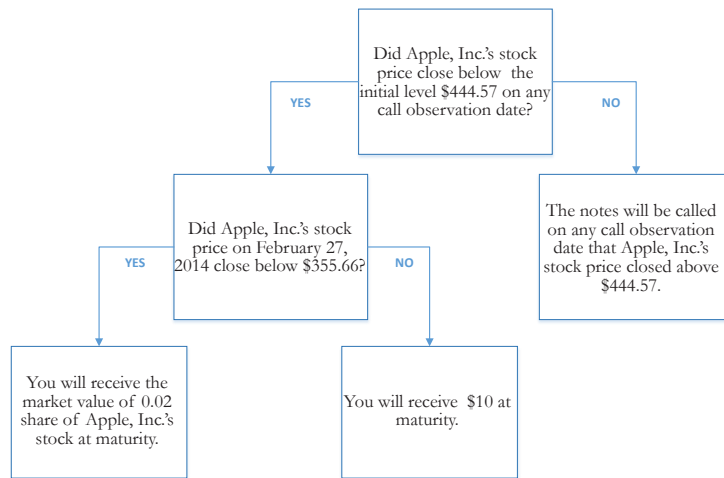 Did Apple, Inc.'s stock
price close below the
initial level $444.57 on any
call observation date?
YES
NO
Did Apple, Inc.'s stock
price on February 27,
2014 close below $355.66?
The notes will be called
on any call observation
date that Apple, Inc.'s
stock price closed above
$444.57.
YES
NO
You will receive the
market value of 0.02
share of Apple, Inc.'s
stock at maturity.
You will receive $10 at
maturity.